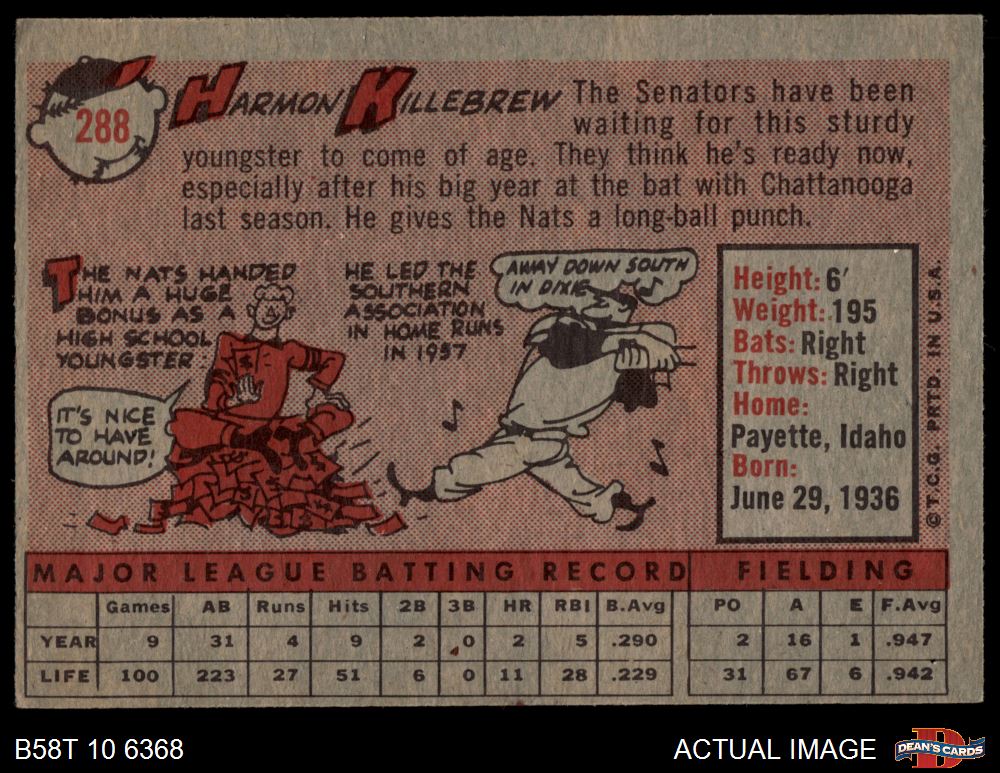 288
HARMON KILLEBREW
The Senators have been
waiting for this sturdy
youngster to come of age. They think he's ready now,
especially after his big year at the bat with Chattanooga
last season. He gives the Nats a long-ball punch.
THE NATS HANDED
HIM A HUGE
BONUS AS A
HIGH SCHOOL
YOUNGSTER
IT'S NICE
TO HAVE
AROUND!
HE LED THE
SOUTHERN
ASSOCIATION
IN HOME RUNS
IN 1957
AWAY DOWN SOUTH
IN DIXIE
Height: 6'
Weight: 195
Bats: Right
Throws: Right
Home:
Payette, Idaho
Born:
June 29, 1936
© T.C.G. PRTD. IN U.S.A.
MAJOR LEAGUE BATTING RECORD FIELDING
Games AB Runs Hits 2B 3B HR RBI B.Avg PO A E F.Avg
YEAR 9 31 4 9 2 0 2 5 .290 2 16 1 .947
LIFE 100 223 27 51 6 0 11 28 .229 31 67 6 .942
B58T 10 6368
ACTUAL IMAGE
DEAN'S CARDS